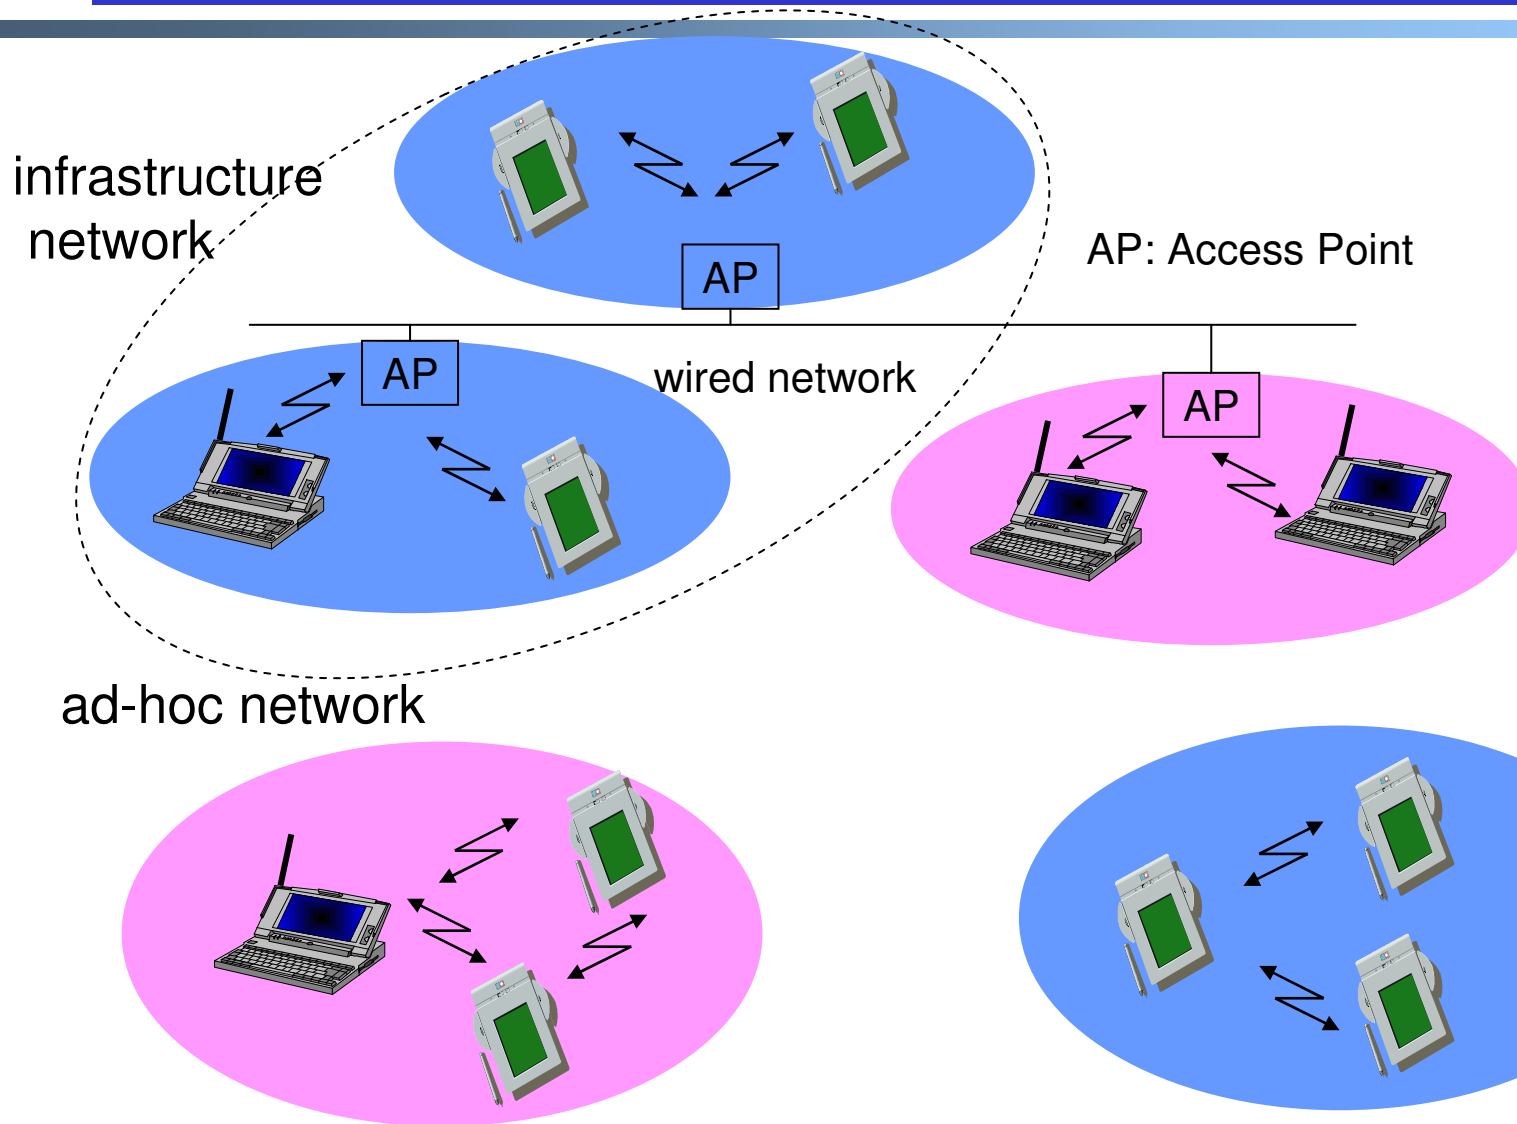 infrastructure
network
AP: Access Point
AP
AP
wired network
AP
ad-hoc network